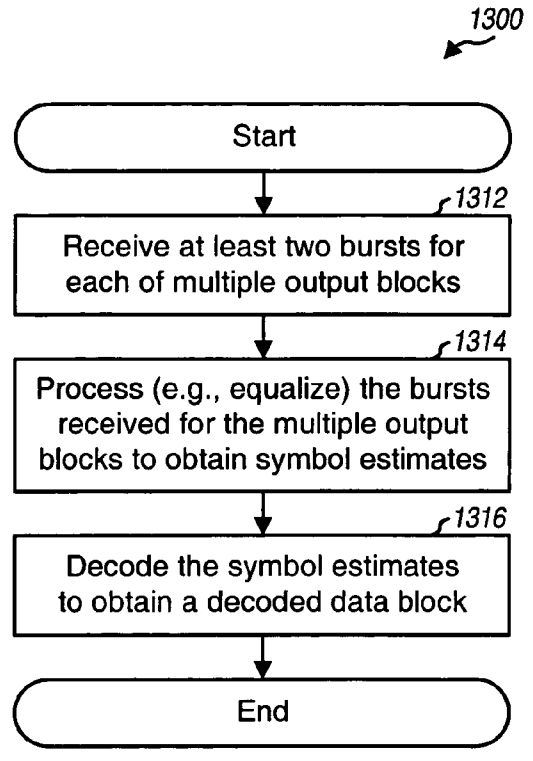 1300
Start
1312
Receive at least two bursts for
each of multiple output blocks
1314
Process (e.g., equalize) the bursts
received for the multiple output
blocks to obtain symbol estimates
1316
Decode the symbol estimates
to obtain a decoded data block
End